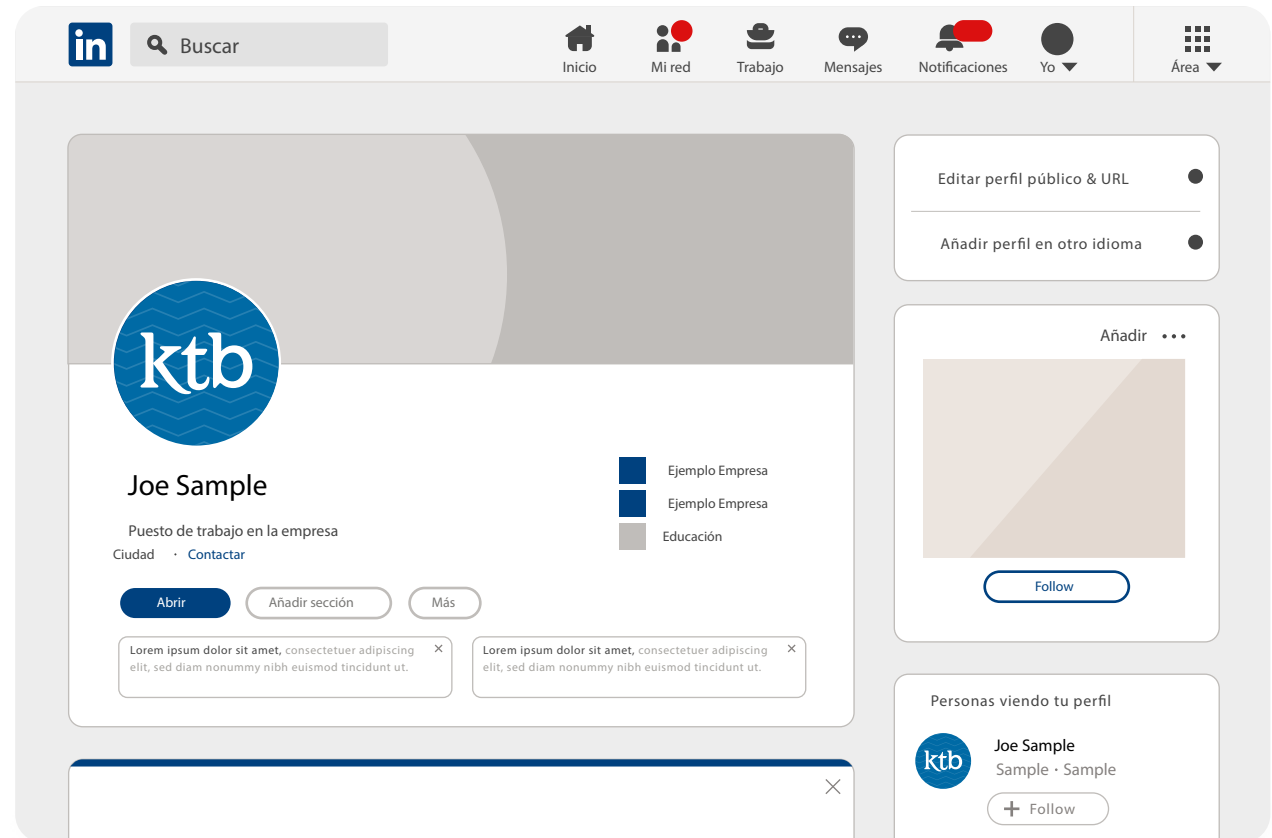 in
Buscar
Inicio
Mi red
Trabajo
Mensajes
Notificaciones
Yo
Área
Editar perfil público & URL
Añadir perfil en otro idioma
Añadir
ktb
Joe Sample
Puesto de trabajo en la empresa
Ciudad · Contactar
Ejemplo Empresa
Ejemplo Empresa
Educación
Abrir
Añadir sección
Más
Lorem ipsum dolor sit amet, consectetuer adipiscing
elit, sed diam nonummy nibh euismod tincidunt ut.
Lorem ipsum dolor sit amet, consectetuer adipiscing
elit, sed diam nonummy nibh euismod tincidunt ut.
Follow
Personas viendo tu perfil
ktb
Joe Sample
Sample · Sample
+ Follow